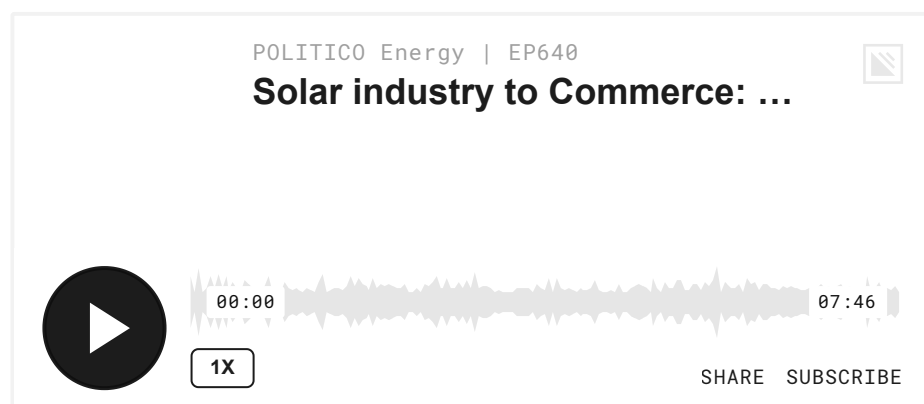 POLITICO Energy | EP640
Solar industry to Commerce: …
00:00
07:46
1X
SHARE SUBSCRIBE